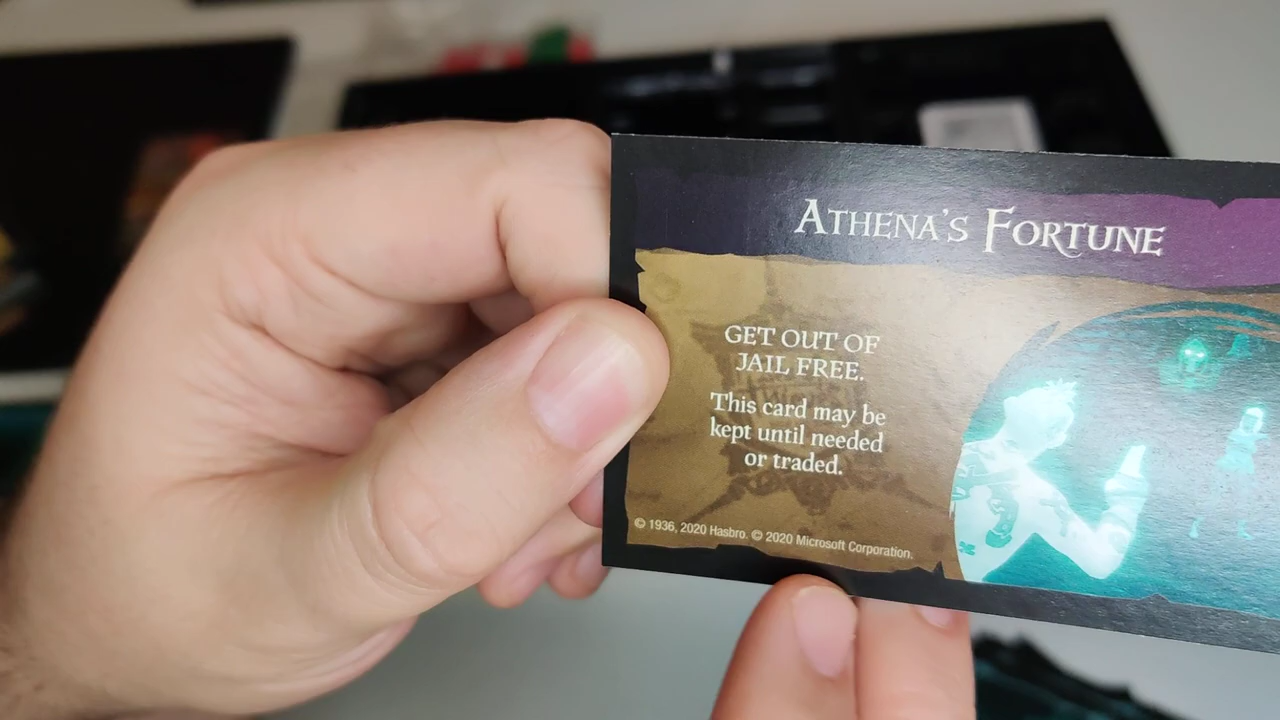 ATHENA'S FORTUNE
GET OUT OF
JAIL FREE.
This card may be
kept until needed
or traded.
© 1936, 2020 Hasbro. © 2020 Microsoft Corporation.